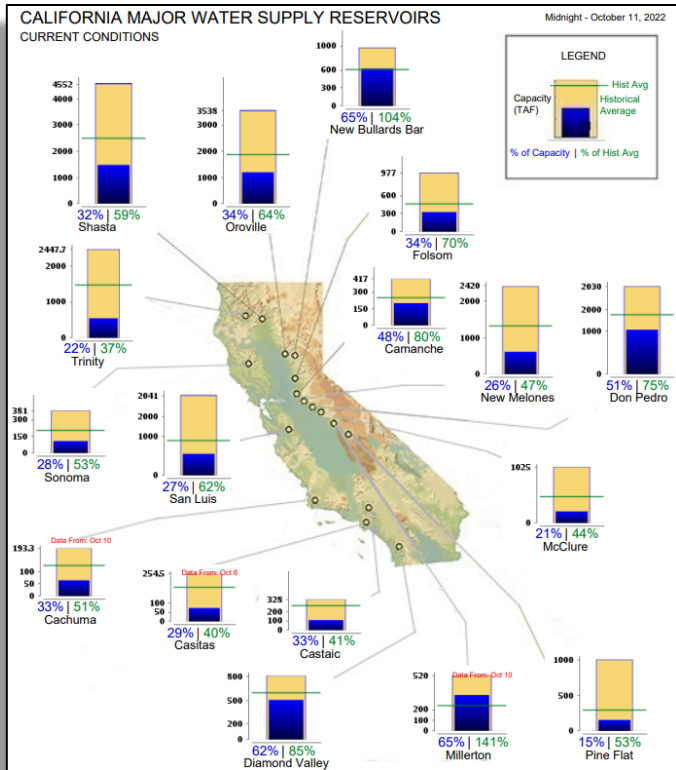 CALIFORNIA MAJOR WATER SUPPLY RESERVOIRS
Midnight - October 11, 2022
CURRENT CONDITIONS
LEGEND
Hist Avg
Capacity
(TAF)
Historical
Average
% of Capacity | % of Hist Avg
4552
4000
3000
2000
1000
0
32% | 59%
Shasta
3538
3000
2000
1000
0
34% | 64%
Oroville
1000
600
300
0
65% | 104%
New Bullards Bar
977
600
300
0
34% | 70%
Folsom
2447.7
2000
1000
0
22% | 37%
Trinity
417
300
150
0
48% | 80%
Camanche
2420
2000
1000
0
26% | 47%
New Melones
2030
2000
1000
0
51% | 75%
Don Pedro
381
300
150
0
28% | 53%
Sonoma
2041
2000
1000
0
27% | 62%
San Luis
1025
500
0
21% | 44%
McClure
Data From: Oct 10
193.3
100
50
0
33% | 51%
Cachuma
Data From: Oct 6
254.5
100
50
0
29% | 40%
Casitas
325
200
100
0
33% | 41%
Castaic
800
500
200
0
62% | 85%
Diamond Valley
Data From: Oct 10
520
200
100
0
65% | 141%
Millerton
1000
500
0
15% | 53%
Pine Flat